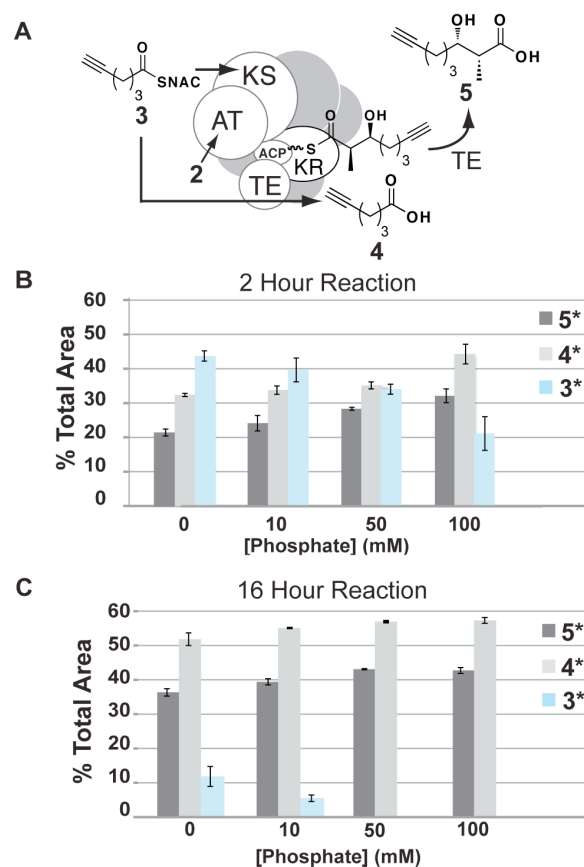 A
O
SNAC
3
3
KS
AT
2
ACP
S
KR
TE
O
OH
3
TE
OH
O
OH
3
5
O
OH
3
4
B
2 Hour Reaction
% Total Area
60
50
40
30
20
10
0
0 10 50 100
[Phosphate] (mM)
5*
4*
3*
C
16 Hour Reaction
% Total Area
60
50
40
30
20
10
0
0 10 50 100
[Phosphate] (mM)
5*
4*
3*